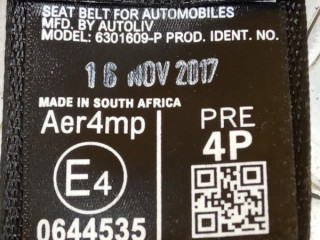 SEAT BELT FOR AUTOMOBILES
MFD. BY AUTOLIV
MODEL: 6301609-P PROD. IDENT. NO.
16 NOV 2017
MADE IN SOUTH AFRICA
Aer4mp
PRE
4P
E4
0644535